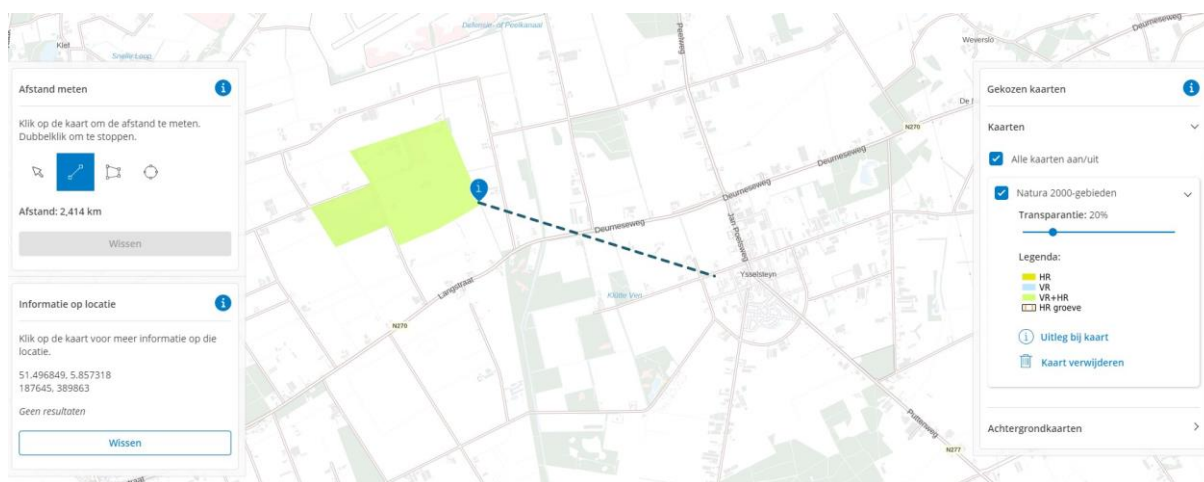 Afstand meten
Klik op de kaart om de afstand te meten.
Dubbelklik om te stoppen.
Afstand: 2,414 km
Wissen
Informatie op locatie
Klik op de kaart voor meer informatie op die
locatie.
51.496849, 5.857318
187645, 389863
Geen resultaten
Wissen
Kiel
Snelle Loop
Defensie- of Peelkanaal
Peelweg
Weverslo
Deurneseweg
N270
Deurneseweg
Deurneseweg
Deurneseweg
Jan Poelsweg
Ysselsteyn
Klotte Ven
Langstraat
N270
Puttenweg
N277
De
Gekozen kaarten
Kaarten
Alle kaarten aan/uit
Natura 2000-gebieden
Transparantie: 20%
Legenda:
HR
VR
VR+HR
HR groeve
Uitleg bij kaart
Kaart verwijderen
Achtergrondkaarten